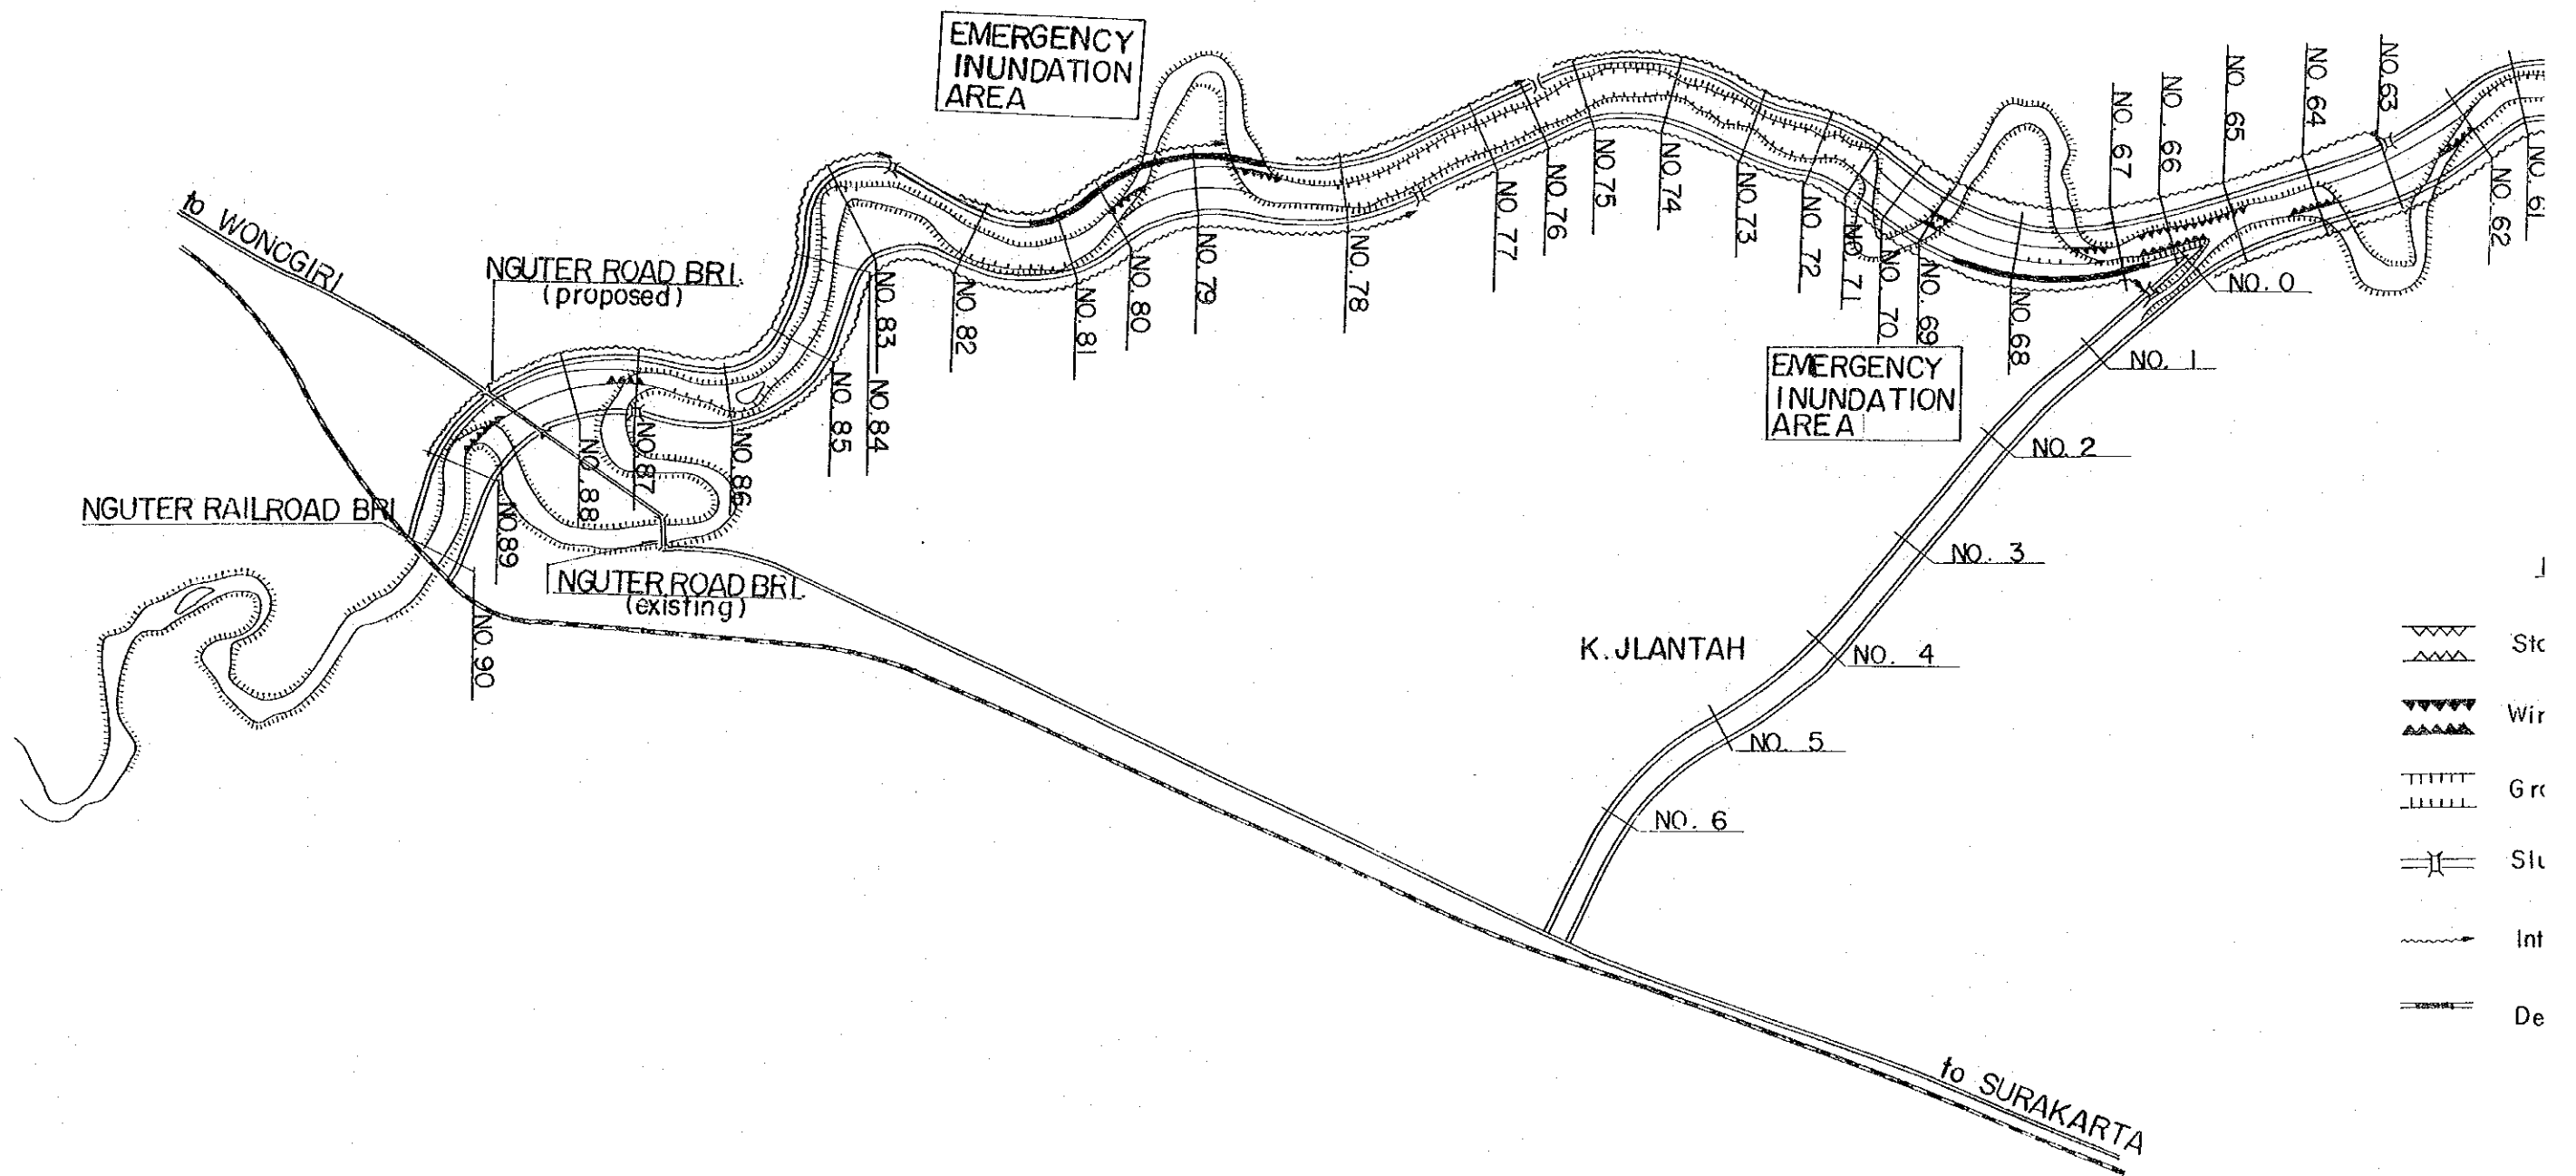 EMERGENCY
INUNDATION
AREA
NO. 63
NO. 64
NO. 65
NO. 66
NO. 67
NO. 61
NO. 62
to WONOGIRI
NGUTER ROAD BRI.
(proposed)
NO. 83
NO. 82
NO. 81
NO. 80
NO. 79
NO. 78
NO. 77
NO. 76
NO. 75
NO. 74
NO. 73
NO. 72
NO. 71
NO. 70
NO. 69
NO. 68
NO. 0
NO. 1
NO. 85
NO. 84
EMERGENCY
INUNDATION
AREA
NO. 2
NO. 86
NO. 87
NO. 88
NO. 89
NGUTER RAILROAD BRI.
NO. 3
NGUTER ROAD BRI.
(existing)
NO. 90
K. JLANTAH
NO. 4
NO. 5
NO. 6
Wir
Gro
Slu
Int
De
to SURAKARTA